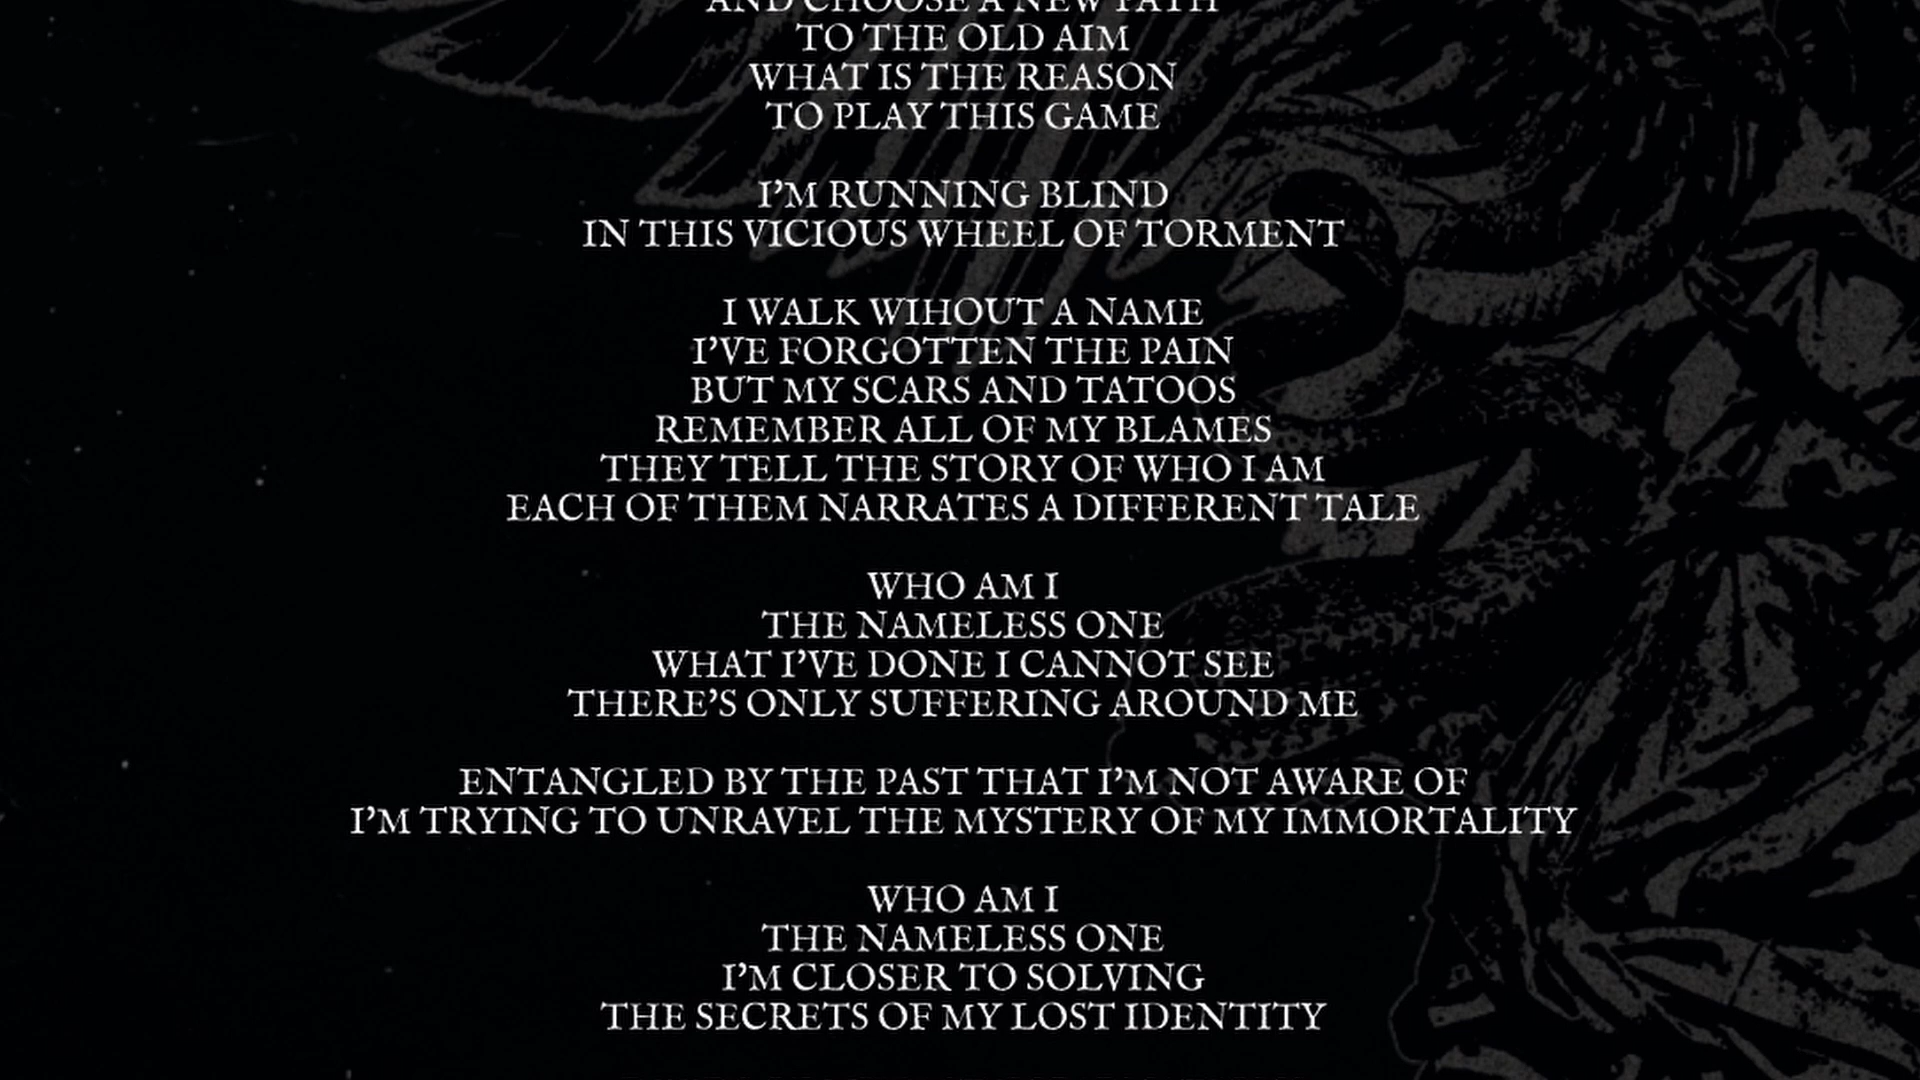 AND CHOOSE A NEW PATH
TO THE OLD AIM
WHAT IS THE REASON
TO PLAY THIS GAME
I'M RUNNING BLIND
IN THIS VICIOUS WHEEL OF TORMENT
I WALK WIHOUT A NAME
I'VE FORGOTTEN THE PAIN
BUT MY SCARS AND TATOOS
REMEMBER ALL OF MY BLAMES
THEY TELL THE STORY OF WHO I AM
EACH OF THEM NARRATES A DIFFERENT TALE
WHO AM I
THE NAMELESS ONE
WHAT I'VE DONE I CANNOT SEE
THERE'S ONLY SUFFERING AROUND ME
ENTANGLED BY THE PAST THAT I'M NOT AWARE OF
I'M TRYING TO UNRAVEL THE MYSTERY OF MY IMMORTALITY
WHO AM I
THE NAMELESS ONE
I'M CLOSER TO SOLVING
THE SECRETS OF MY LOST IDENTITY